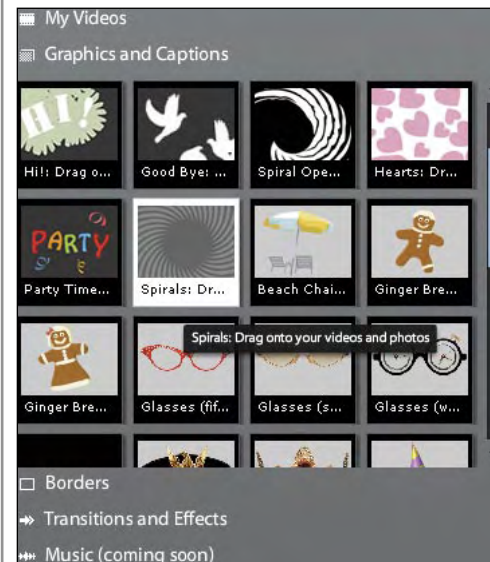 My Videos
Graphics and Captions
HI!
Hi!: Drag o...
Good Bye: ...
Spiral Ope...
Hearts: Dr...
PARTY
Party Time...
Spirals: Dr...
Beach Chai...
Ginger Bre...
Spirals: Drag onto your videos and photos
Ginger Bre...
Glasses (fif...
Glasses (s...
Glasses (w...
Borders
Transitions and Effects
Music (coming soon)